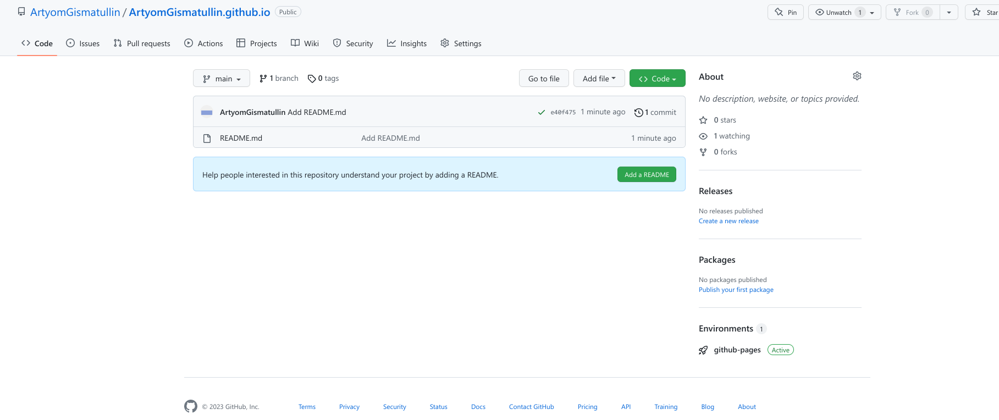 ArtyomGismatullin / ArtyomGismatullin.github.io Public Pin Unwatch 1 Fork 0 Star
Code Issues Pull requests Actions Projects Wiki Security Insights Settings
main 1 branch 0 tags Go to file Add file Code
ArtyomGismatullin Add README.md e40f475 1 minute ago 1 commit
README.md Add README.md 1 minute ago
Help people interested in this repository understand your project by adding a README. Add a README
About
No description, website, or topics provided.
0 stars
1 watching
0 forks
Releases
No releases published
Create a new release
Packages
No packages published
Publish your first package
Environments 1
github-pages Active
© 2023 GitHub, Inc. Terms Privacy Security Status Docs Contact GitHub Pricing API Training Blog About